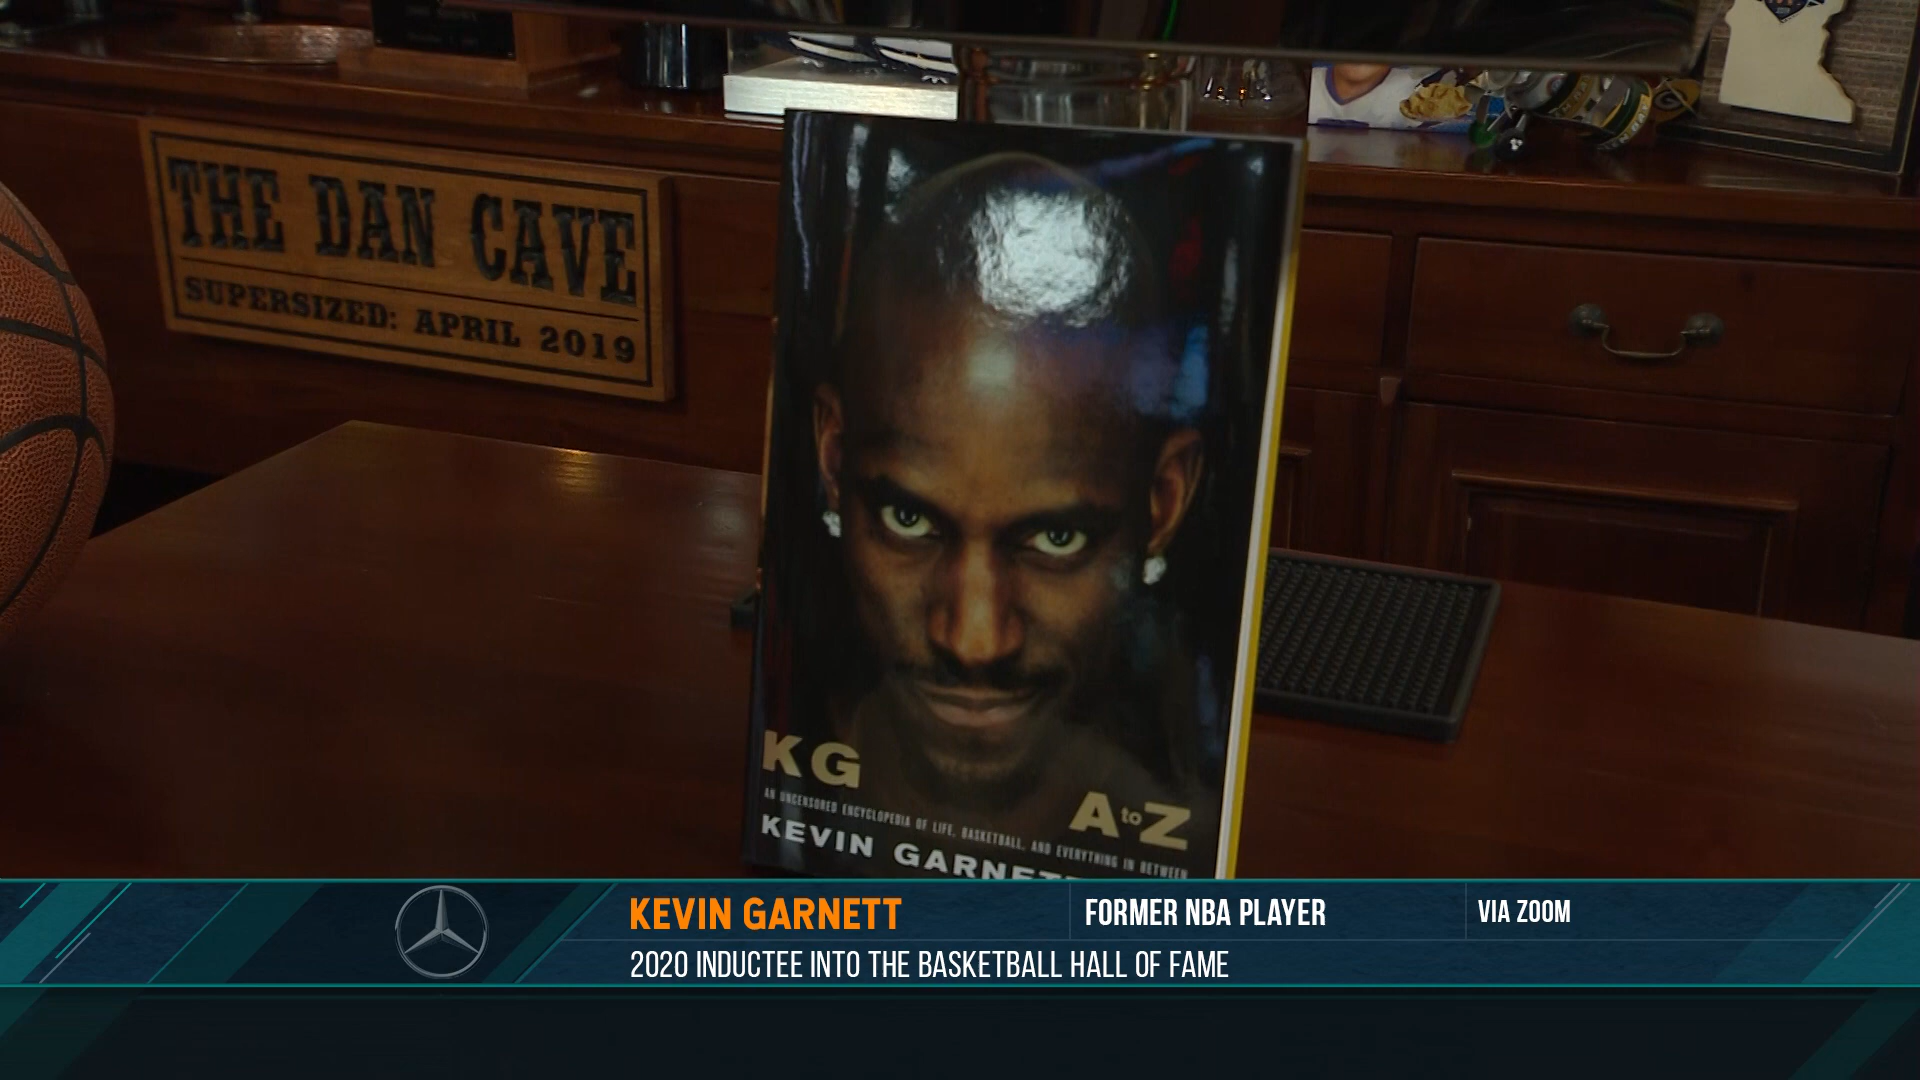 THE DAN CAVE
SUPERSIZED: APRIL 2019
KG
A to Z
AN UNCENSORED ENCYCLOPEDIA OF LIFE, BASKETBALL, AND EVERYTHING IN BETWEEN
KEVIN GARNETT
KEVIN GARNETT
FORMER NBA PLAYER
VIA ZOOM
2020 INDUCTEE INTO THE BASKETBALL HALL OF FAME